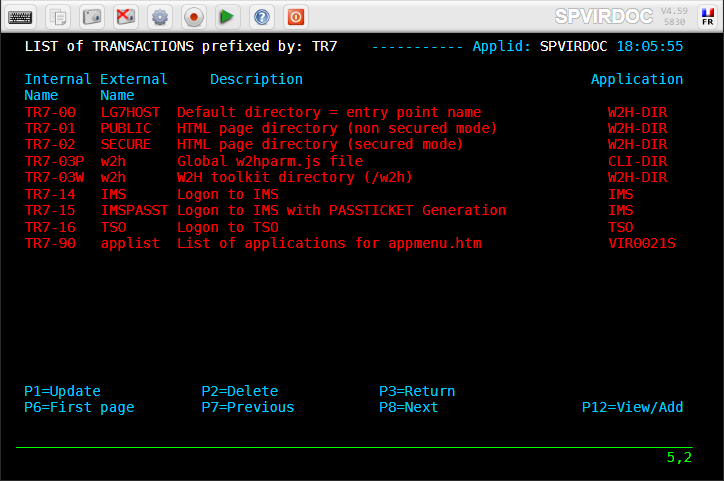 SPVIRDOC V4.59
5830
FR
LIST of TRANSACTIONS prefixed by: TR7 ----------- Applid: SPVIRDOC 18:05:55
Internal External Description Application
Name Name
TR7-00 LG7HOST Default directory = entry point name W2H-DIR
TR7-01 PUBLIC HTML page directory (non secured mode) W2H-DIR
TR7-02 SECURE HTML page directory (secured mode) W2H-DIR
TR7-03P w2h Global w2hparm.js file CLI-DIR
TR7-03W w2h W2H toolkit directory (/w2h) W2H-DIR
TR7-14 IMS Logon to IMS IMS
TR7-15 IMSPASST Logon to IMS with PASSTICKET Generation IMS
TR7-16 TSO Logon to TSO TSO
TR7-90 applist List of applications for appmenu.htm VIR0021S
P1=Update P2=Delete P3=Return
P6=First page P7=Previous P8=Next P12=View/Add
5,2